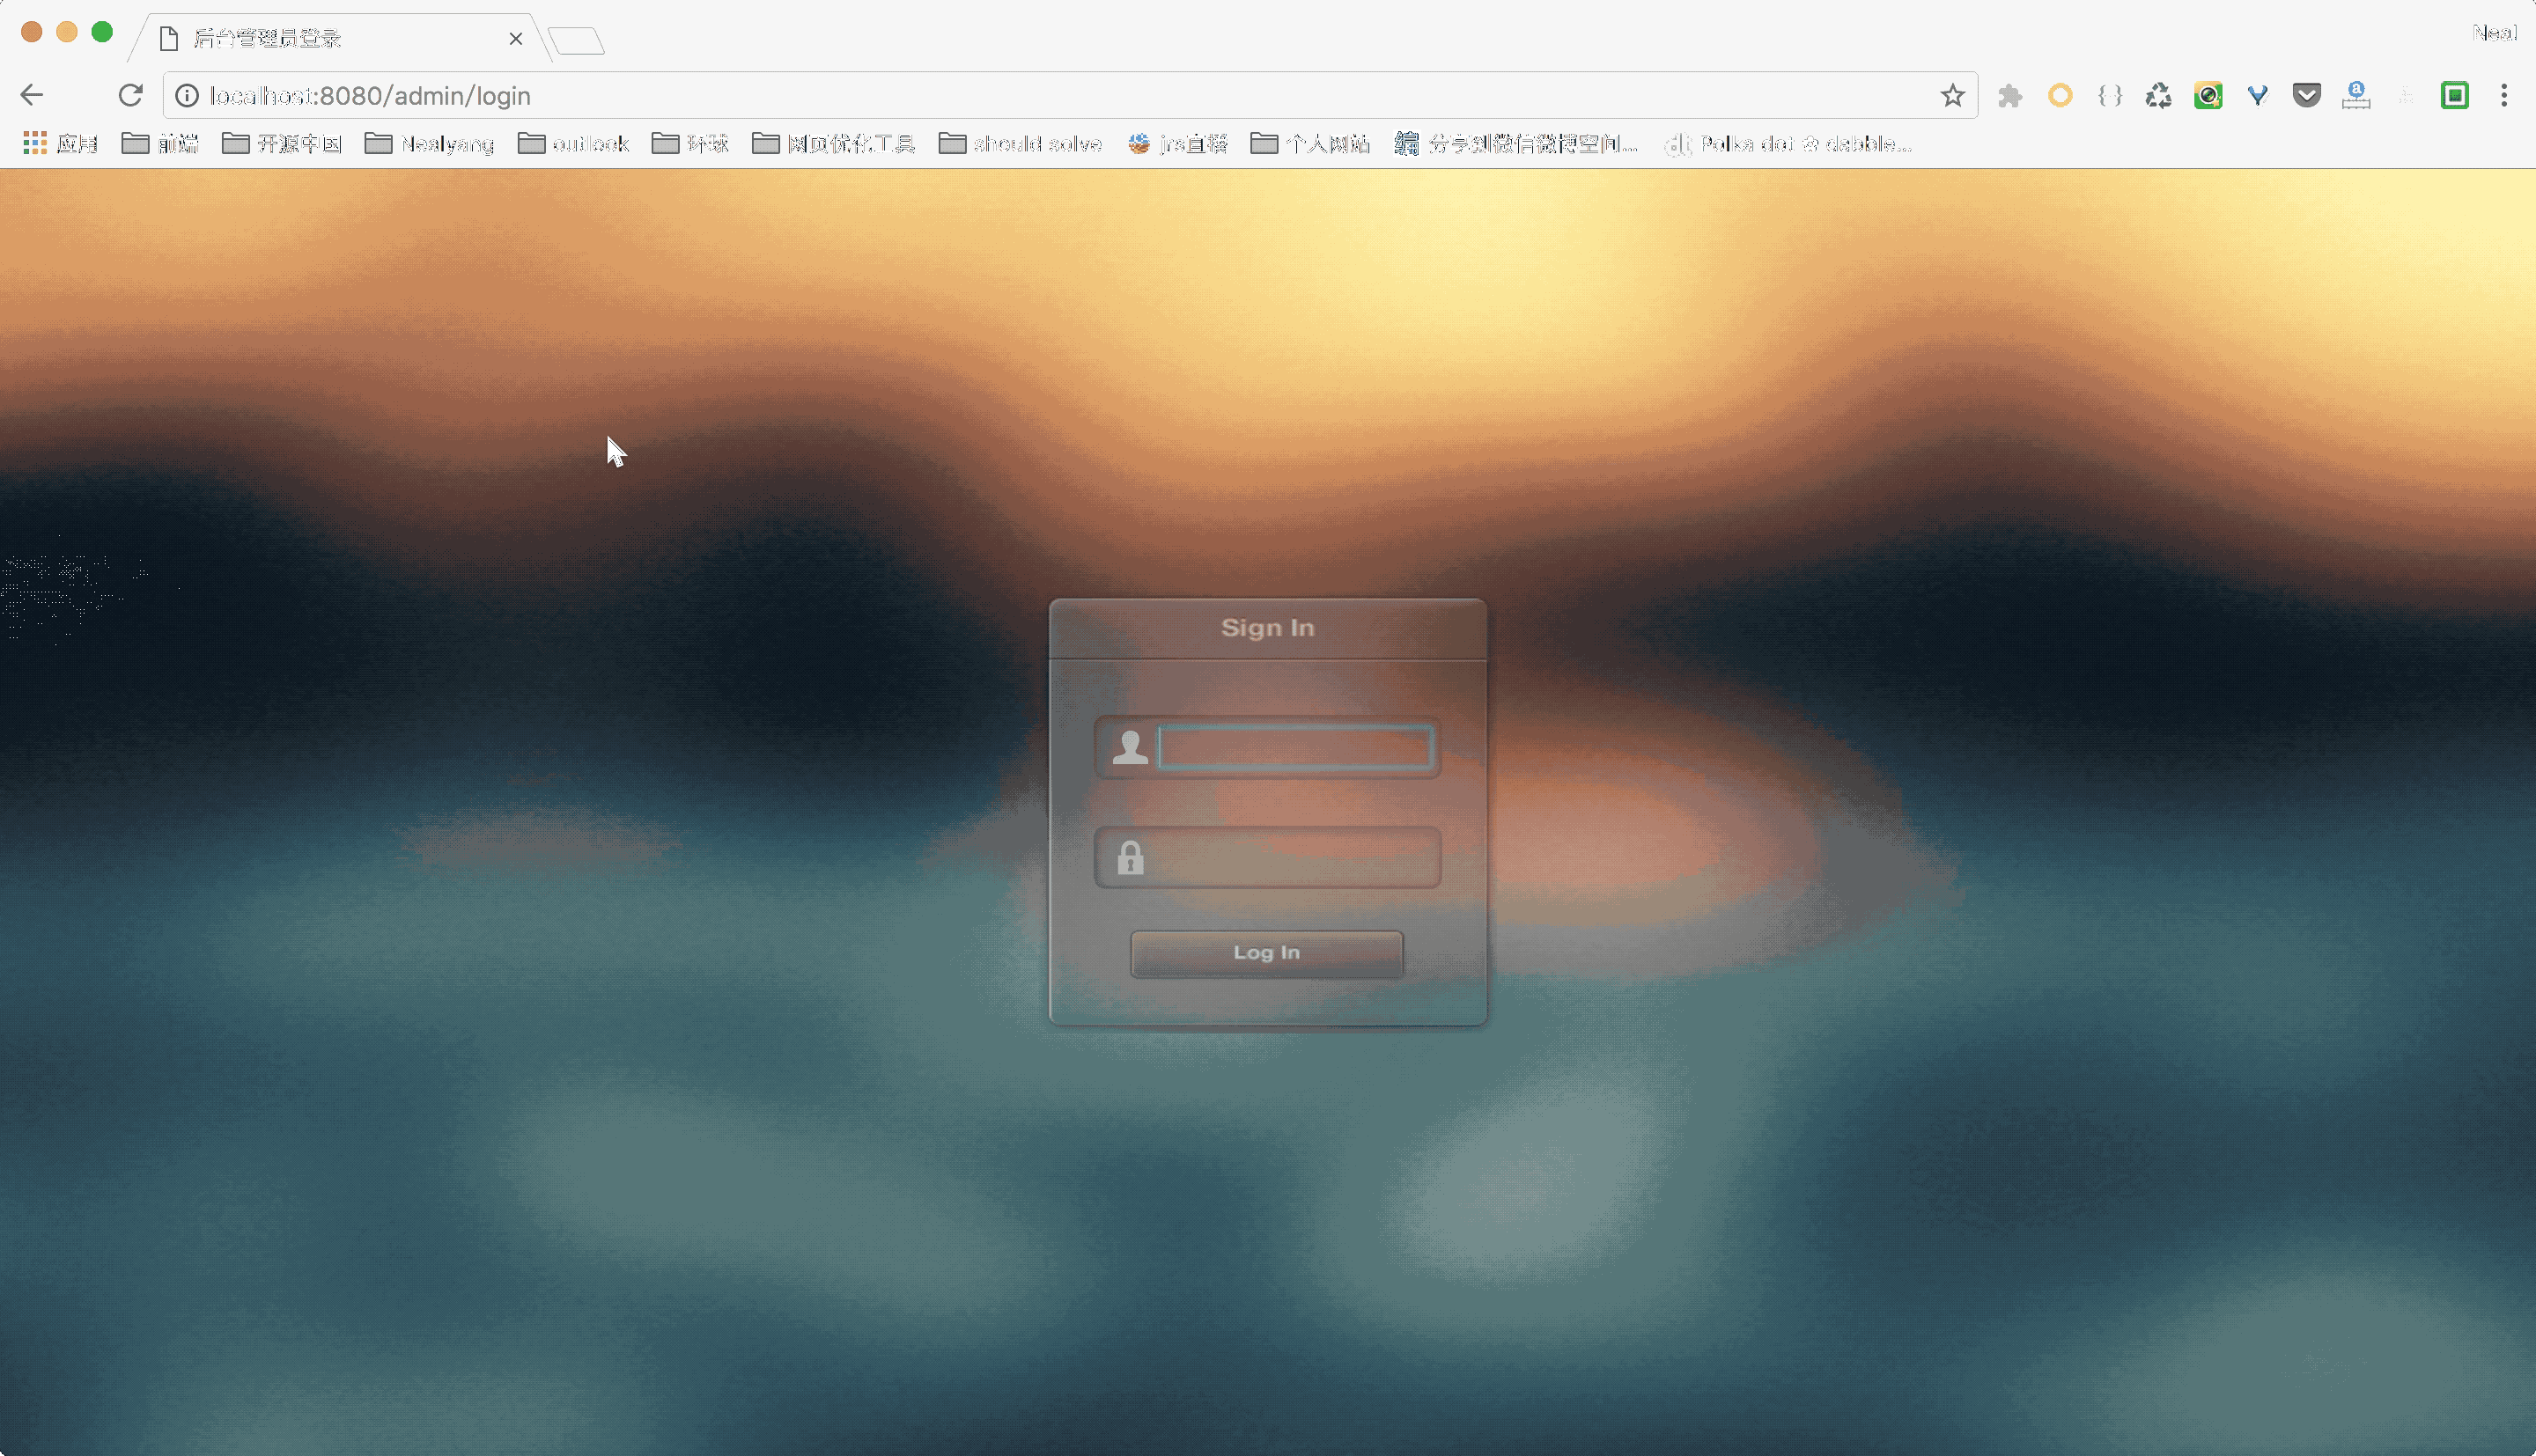 后台管理员登录
Neal
localhost:8080/admin/login
应用 前端 开源中国 Nealyang outlook 环球 网页优化工具 should solve jrs直播 个人网站 编 分享到微信微博空间... Polka dot ☆ dabble...
Sign In
Log In